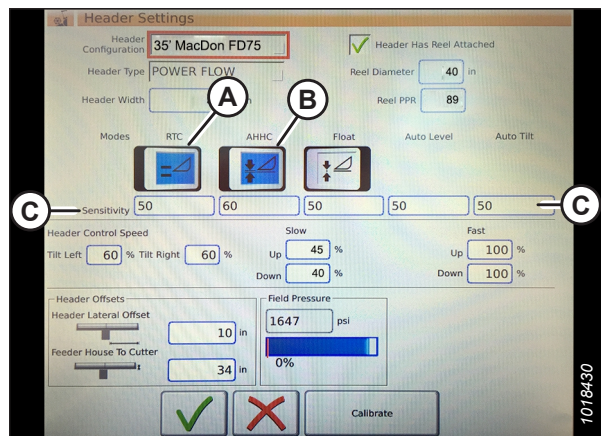 Header Settings
Header
Configuration
35' MacDon FD75
Header Has Reel Attached
Header Type
POWER FLOW
Reel Diameter
40
in
Header Width
Reel PPR
89
A
B
Modes
RTC
AHHC
Float
Auto Level
Auto Tilt
C
Sensitivity
50
60
50
50
50
C
Header Control Speed
Slow
Fast
Tilt Left
60 %
Tilt Right
60 %
Up
45 %
Up
100 %
Down
40 %
Down
100 %
Header Offsets
Header Lateral Offset
10 in
Feeder House To Cutter
34 in
Field Pressure
1647 psi
0%
Calibrate
1018430